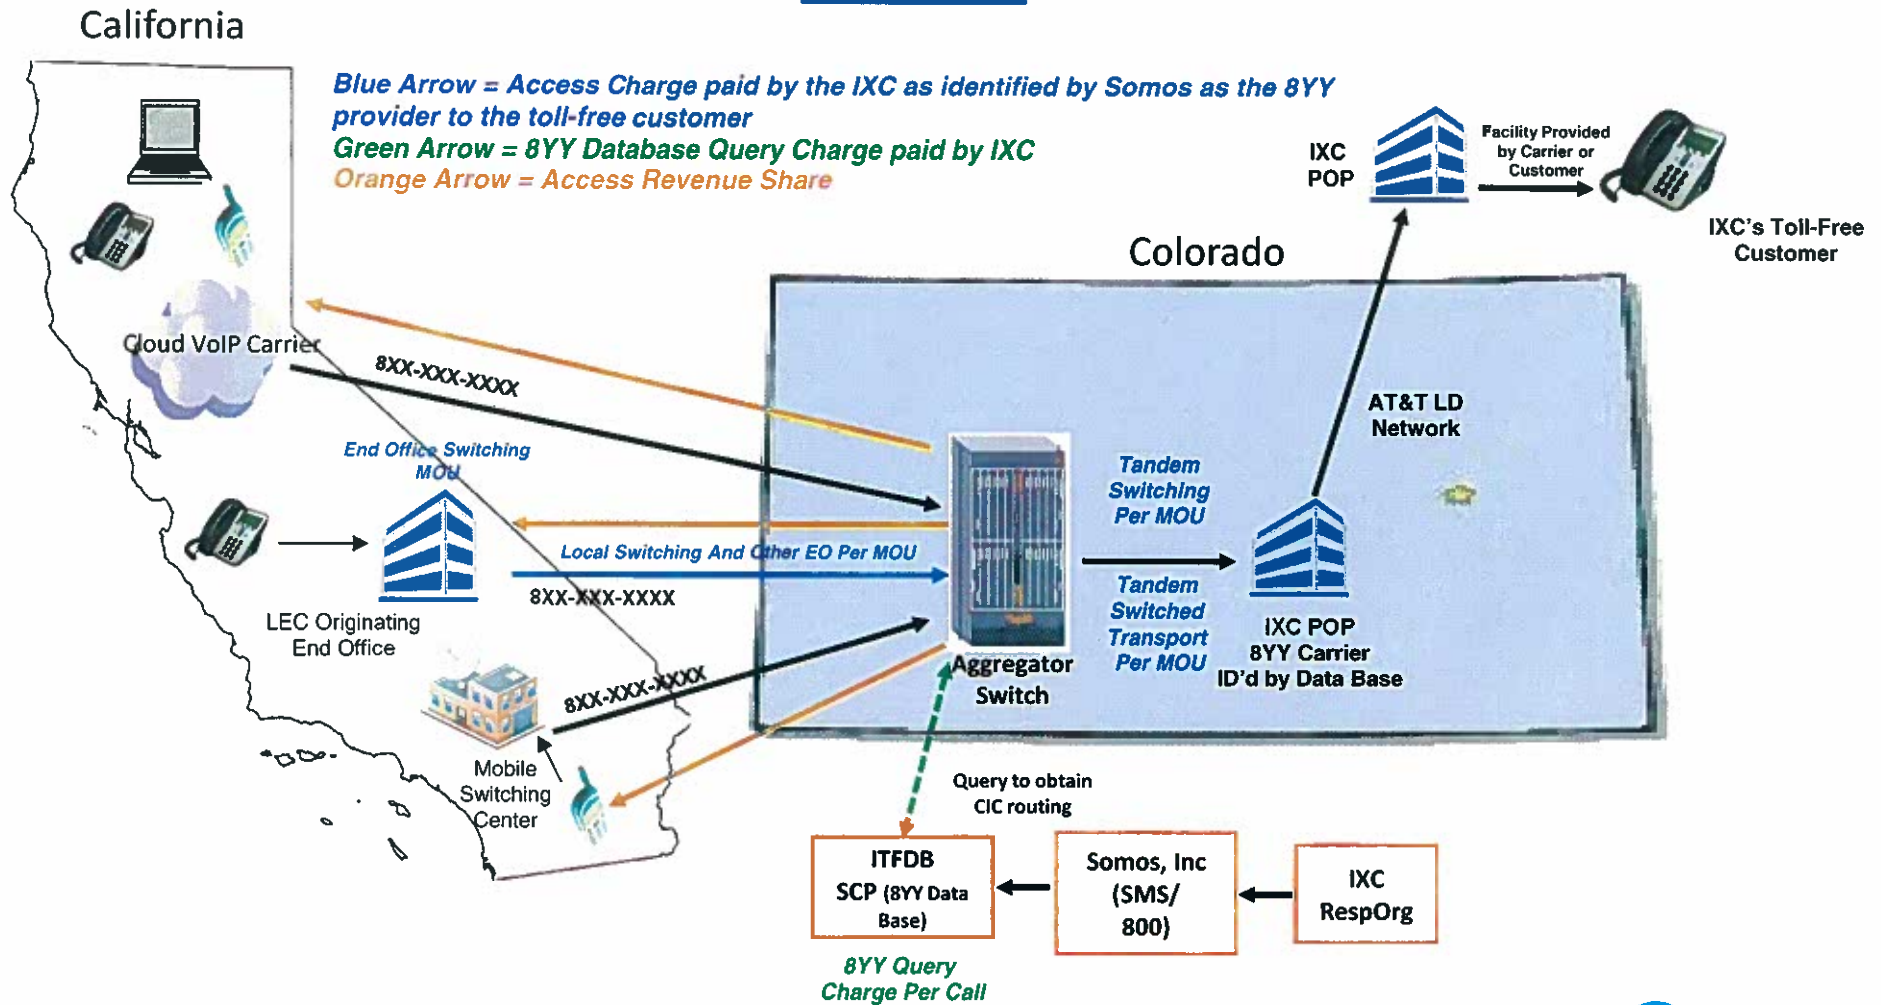 California
Blue Arrow = Access Charge paid by the IXC as identified by Somos as the 8YY
provider to the toll-free customer
Green Arrow = 8YY Database Query Charge paid by IXC
Orange Arrow = Access Revenue Share
IXC
POP
Facility Provided
by Carrier or
Customer
IXC's Toll-Free
Customer
Colorado
Cloud VoIP Carrier
8XX-XXX-XXXX
AT&T LD
Network
End Office Switching
MOU
Tandem
Switching
Per MOU
Local Switching And Other EO Per MOU
8XX-XXX-XXXX
Tandem
Switched
Transport
Per MOU
LEC Originating
End Office
IXC POP
8YY Carrier
ID'd by Data Base
Aggregator
Switch
8XX-XXX-XXXX
Mobile
Switching
Center
Query to obtain
CIC routing
ITFDB
SCP (8YY Data
Base)
Somos, Inc
(SMS/
800)
IXC
RespOrg
8YY Query
Charge Per Call